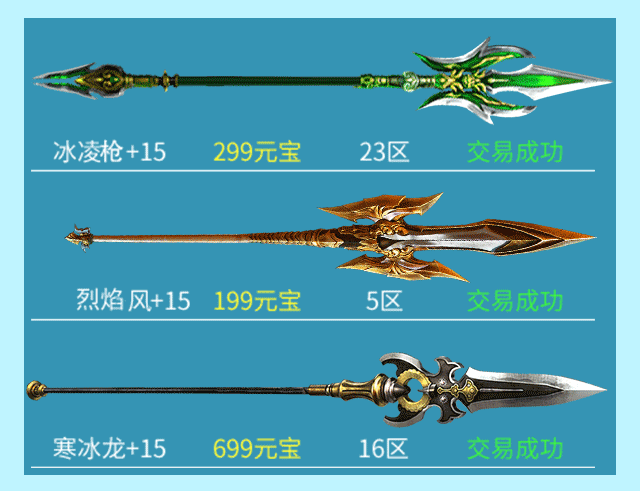 冰凌枪+15 299元宝 23区 交易成功
烈焰风+15 199元宝 5区 交易成功
寒冰龙+15 699元宝 16区 交易成功